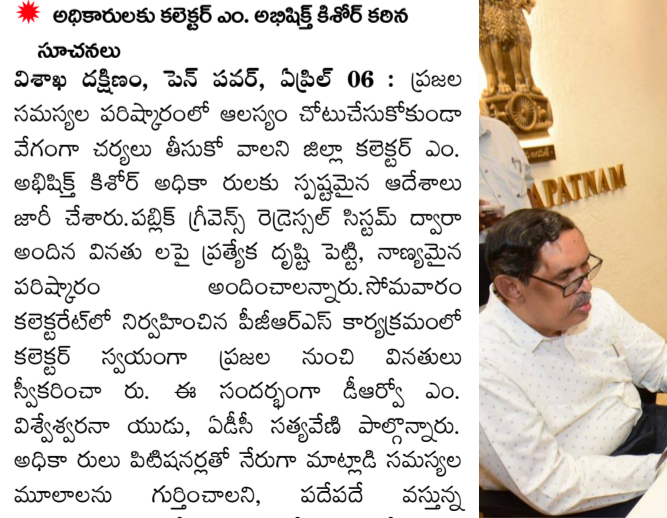 అధికారులకు కలెక్టర్ ఎం. అభిషిక్త్ కిశోర్ కఠిన
సూచనలు
విశాఖ దక్షిణం, పెన్ పవర్, ఏప్రిల్ 06 : ప్రజల
సమస్యల పరిష్కారంలో ఆలస్యం చోటుచేసుకోకుండా
వేగంగా చర్యలు తీసుకో వాలని జిల్లా కలెక్టర్ ఎం.
అభిషిక్త్ కిశోర్ అధికా రులకు స్పష్టమైన ఆదేశాలు
జారీ చేశారు.పబ్లిక్ గ్రీవెన్స్ రెడ్రెస్సల్ సిస్టమ్ ద్వారా
అందిన వినతు లపై ప్రత్యేక దృష్టి పెట్టి, నాణ్యమైన
పరిష్కారం అందించాలన్నారు.సోమవారం
కలెక్టరేట్‌లో నిర్వహించిన పీజీఆర్ఎస్ కార్యక్రమంలో
కలెక్టర్ స్వయంగా ప్రజల నుంచి వినతులు
స్వీకరించా రు. ఈ సందర్భంగా డీఆర్వో ఎం.
విశ్వేశ్వరనా యుడు, ఏడీసీ సత్యవేణి పాల్గొన్నారు.
అధికా రులు పిటిషనర్లతో నేరుగా మాట్లాడి సమస్యల
మూలాలను గుర్తించాలని, పదేపదే వస్తున్న
APATNAM